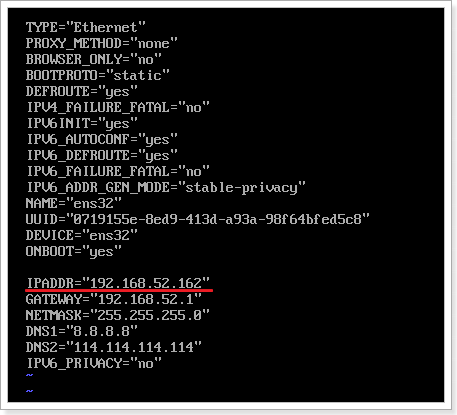 TYPE="Ethernet"
PROXY_METHOD="none"
BROWSER_ONLY="no"
BOOTPROTO="static"
DEFROUTE="yes"
IPV4_FAILURE_FATAL="no"
IPV6INIT="yes"
IPV6_AUTOCONF="yes"
IPV6_DEFROUTE="yes"
IPV6_FAILURE_FATAL="no"
IPV6_ADDR_GEN_MODE="stable-privacy"
NAME="ens32"
UUID="0719155e-8ed9-413d-a93a-98f64bfed5c8"
DEVICE="ens32"
ONBOOT="yes"
IPADDR="192.168.52.162"
GATEWAY="192.168.52.1"
NETMASK="255.255.255.0"
DNS1="8.8.8.8"
DNS2="114.114.114.114"
IPV6_PRIVACY="no"
~
~